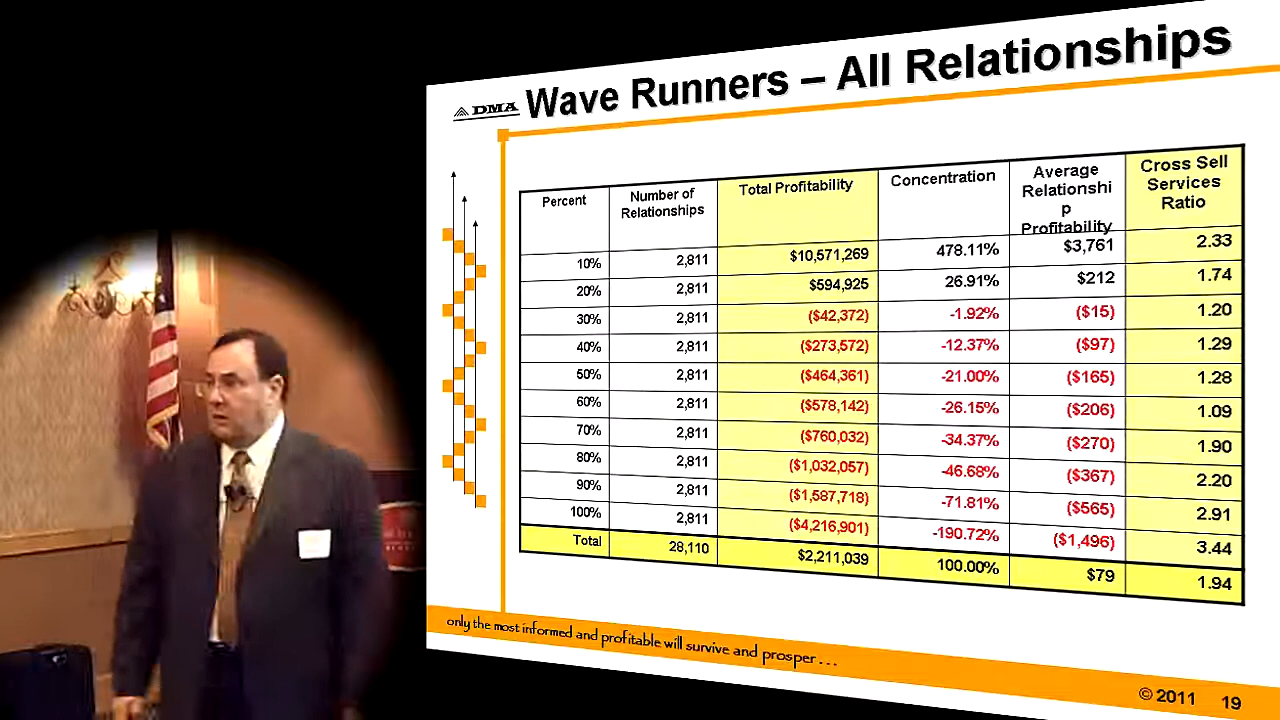 DMA Wave Runners – All Relationships
Percent
Number of
Relationships
Total Profitability
Concentration
Average
Relationshi
p
Profitability
Cross Sell
Services
Ratio
10% 2,811 $10,571,269 478.11% $3,761 2.33
20% 2,811 $594,925 26.91% $212 1.74
30% 2,811 ($42,372) -1.92% ($15) 1.20
40% 2,811 ($273,572) -12.37% ($97) 1.29
50% 2,811 ($464,361) -21.00% ($165) 1.28
60% 2,811 ($578,142) -26.15% ($206) 1.09
70% 2,811 ($760,032) -34.37% ($270) 1.90
80% 2,811 ($1,032,057) -46.68% ($367) 2.20
90% 2,811 ($1,587,718) -71.81% ($565) 2.91
100% 2,811 ($4,216,901) -190.72% ($1,496) 3.44
Total 28,110 $2,211,039 100.00% $79 1.94
only the most informed and profitable will survive and prosper . . .
© 2011 19